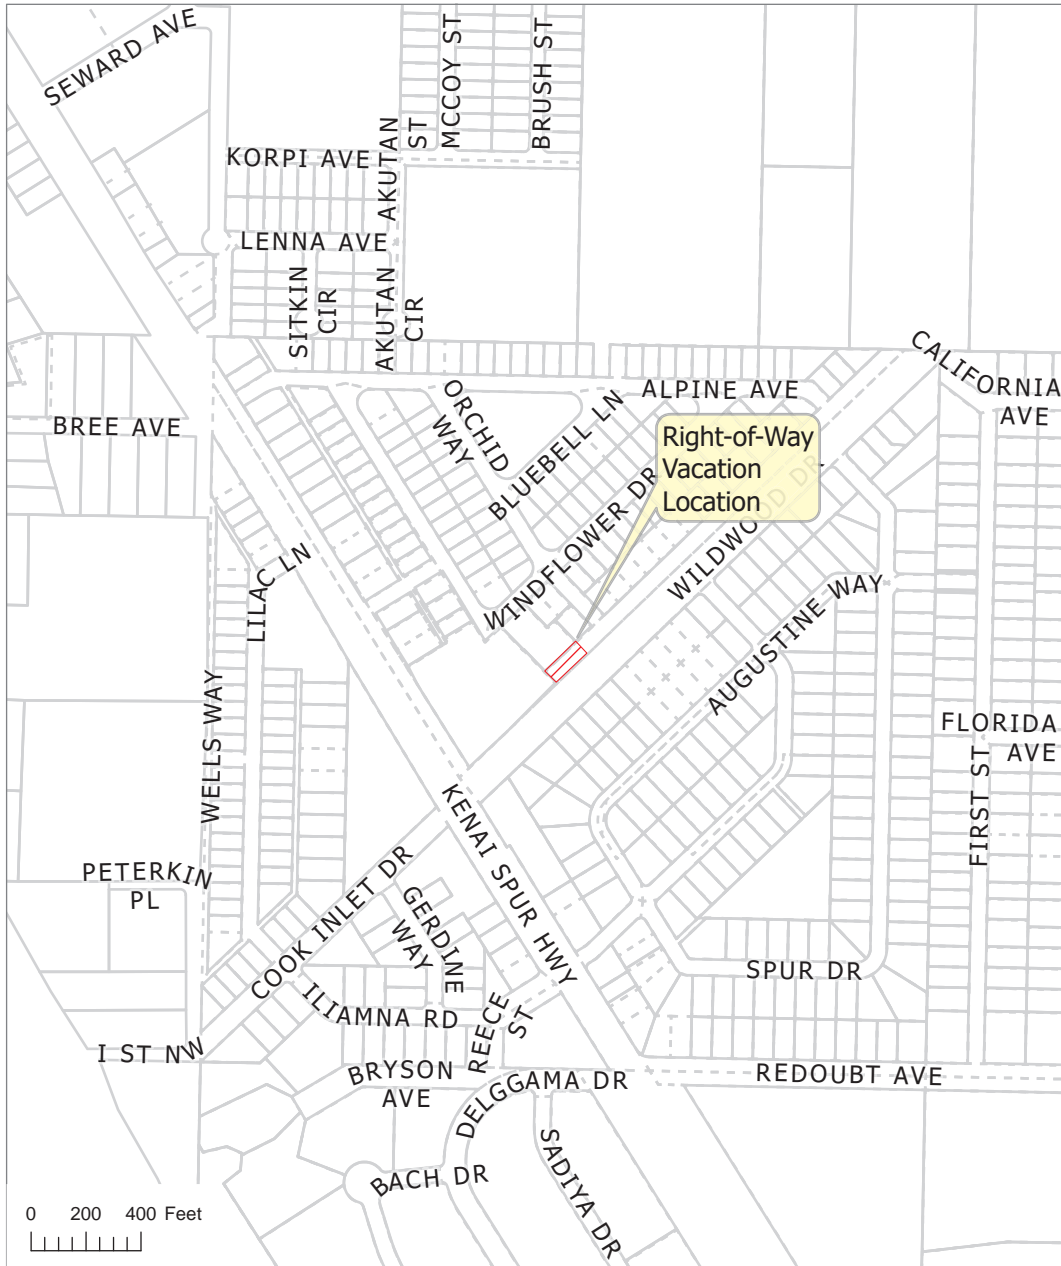 SEWARD AVE
MCCOY ST
BRUSH ST
AKUTAN
ST
KORPI AVE
LENNA AVE
SITKIN
CIR
AKUTAN
CIR
CALIFORNIA
AVE
ALPINE AVE
ORCHID
WAY
BLUEBELL LN
BREE AVE
Right-of-Way
Vacation
Location
WINDFLOWER DR
WILDWOOD DR
LILAC LN
AUGUSTINE WAY
WELLS WAY
FLORIDA
AVE
FIRST ST
KENAI SPUR HWY
PETERKIN
PL
COOK INLET DR
GERDINE
WAY
SPUR DR
ILIAMNA RD
REECE
ST
I ST NW
BRYSON
AVE
DELGGAMA DR
REDOUBT AVE
SADIYA DR
BACH DR
0 200 400 Feet